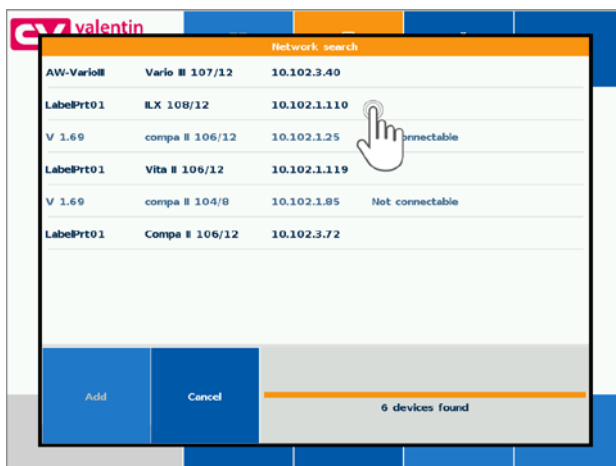 valentin
Network search
AW-VarioIII Vario III 107/12 10.102.3.40
LabelPrt01 ILX 108/12 10.102.1.110
V 1.69 compa II 106/12 10.102.1.25
LabelPrt01 Vita II 106/12 10.102.1.119
V 1.69 compa II 104/8 10.102.1.85 Not connectable
LabelPrt01 Compa II 106/12 10.102.3.72
Add Cancel
6 devices found